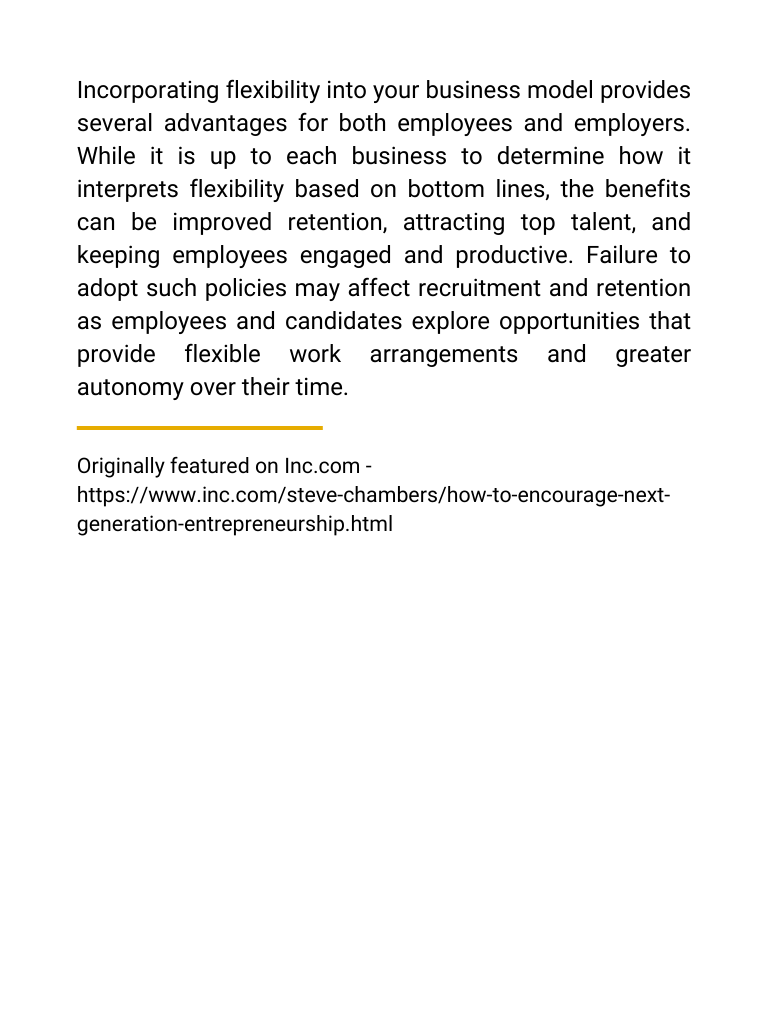 Incorporating flexibility into your business model provides
several advantages for both employees and employers.
While it is up to each business to determine how it
interprets flexibility based on bottom lines, the benefits
can be improved retention, attracting top talent, and
keeping employees engaged and productive. Failure to
adopt such policies may affect recruitment and retention
as employees and candidates explore opportunities that
provide flexible work arrangements and greater
autonomy over their time.
Originally featured on Inc.com -
https://www.inc.com/steve-chambers/how-to-encourage-next-
generation-entrepreneurship.html